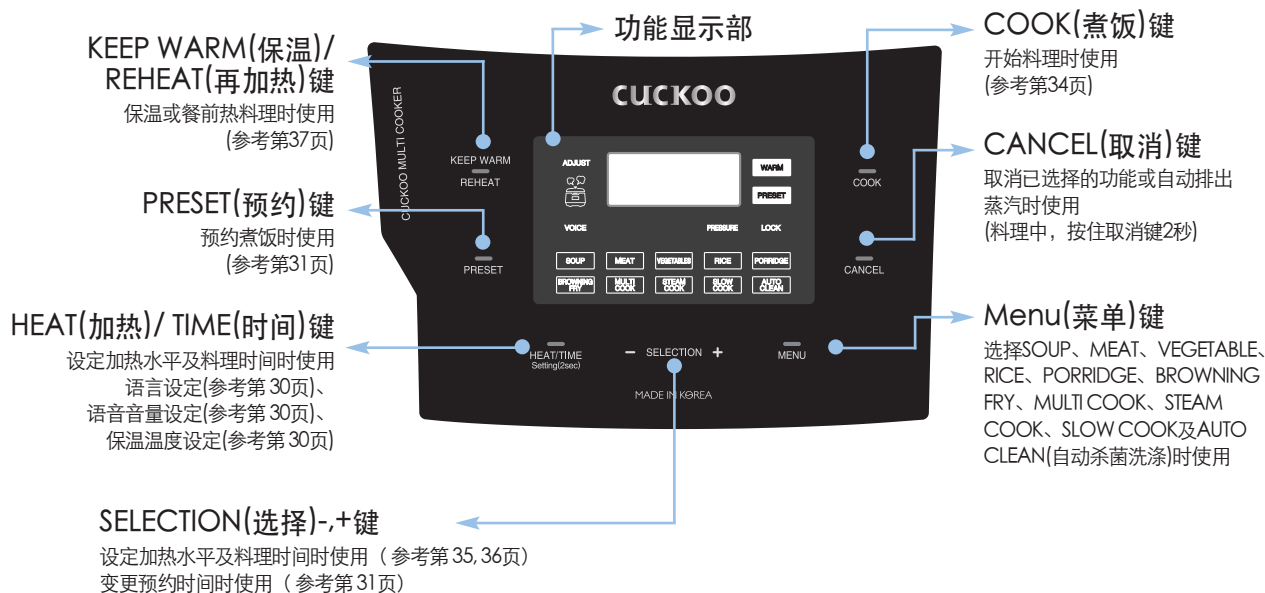 KEEP WARM(保温)/
REHEAT(再加热)键
保温或餐前热料理时使用
(参考第37页)
PRESET(预约)键
预约煮饭时使用
(参考第31页)
HEAT(加热)/ TIME(时间)键
设定加热水平及料理时间时使用
语言设定(参考第 30页)、
语音音量设定(参考第 30页)、
保温温度设定(参考第 30页)
SELECTION(选择)-,+键
设定加热水平及料理时间时使用（ 参考第 35, 36页）
变更预约时间时使用（ 参考第 31页）
功能显示部
CUCKOO MULTI COOKER
CUCKOO
KEEP WARM
REHEAT
PRESET
ADJUST
WARM
PRESET
VOICE
PRESSURE
LOCK
SOUP
MEAT
VEGETABLES
RICE
PORRIDGE
BROWNING
FRY
MULTI
COOK
STEAM
COOK
SLOW
COOK
AUTO
CLEAN
COOK
CANCEL
HEAT/TIME
Setting(2sec)
− SELECTION +
MENU
MADE IN KOREA
COOK(煮饭)键
开始料理时使用
(参考第34页)
CANCEL(取消)键
取消已选择的功能或自动排出
蒸汽时使用
(料理中，按住取消键2秒)
Menu(菜单)键
选择SOUP、MEAT、VEGETABLE、
RICE、PORRIDGE、BROWNING
FRY、MULTI COOK、STEAM
COOK、SLOW COOK及AUTO
CLEAN(自动杀菌洗涤)时使用